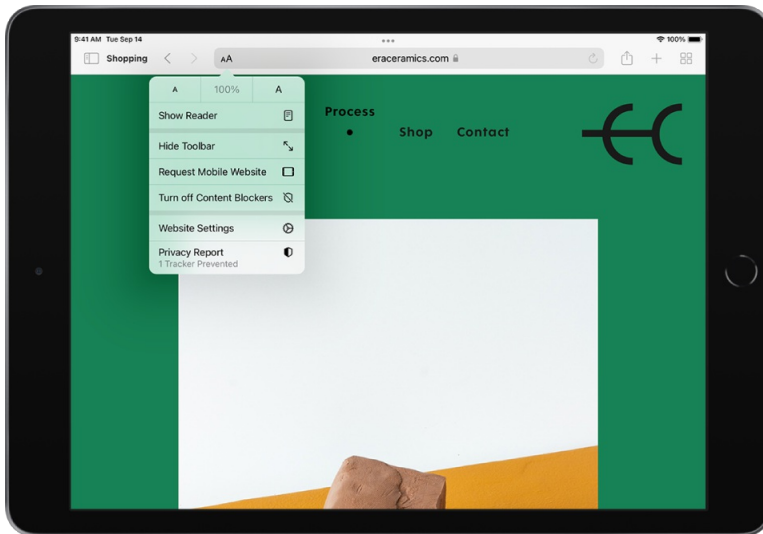 9:41 AM Tue Sep 14
100%
Shopping
AA
eraceramics.com
A 100% A
Show Reader
Hide Toolbar
Request Mobile Website
Turn off Content Blockers
Website Settings
Privacy Report
1 Tracker Prevented
Process
Shop Contact